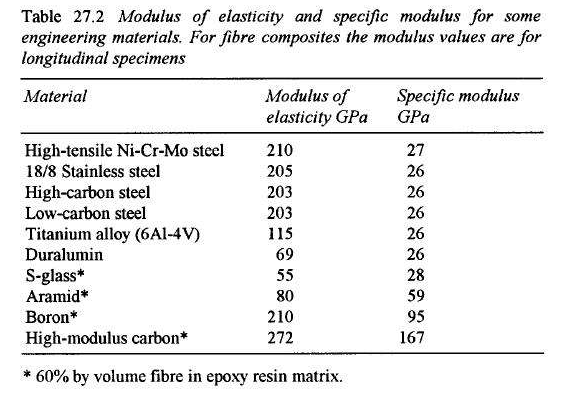 Table 27.2 Modulus of elasticity and specific modulus for some
engineering materials. For fibre composites the modulus values are for
longitudinal specimens
Material Modulus of elasticity GPa Specific modulus GPa
High-tensile Ni-Cr-Mo steel 210 27
18/8 Stainless steel 205 26
High-carbon steel 203 26
Low-carbon steel 203 26
Titanium alloy (6Al-4V) 115 26
Duralumin 69 26
S-glass* 55 28
Aramid* 80 59
Boron* 210 95
High-modulus carbon* 272 167
* 60% by volume fibre in epoxy resin matrix.